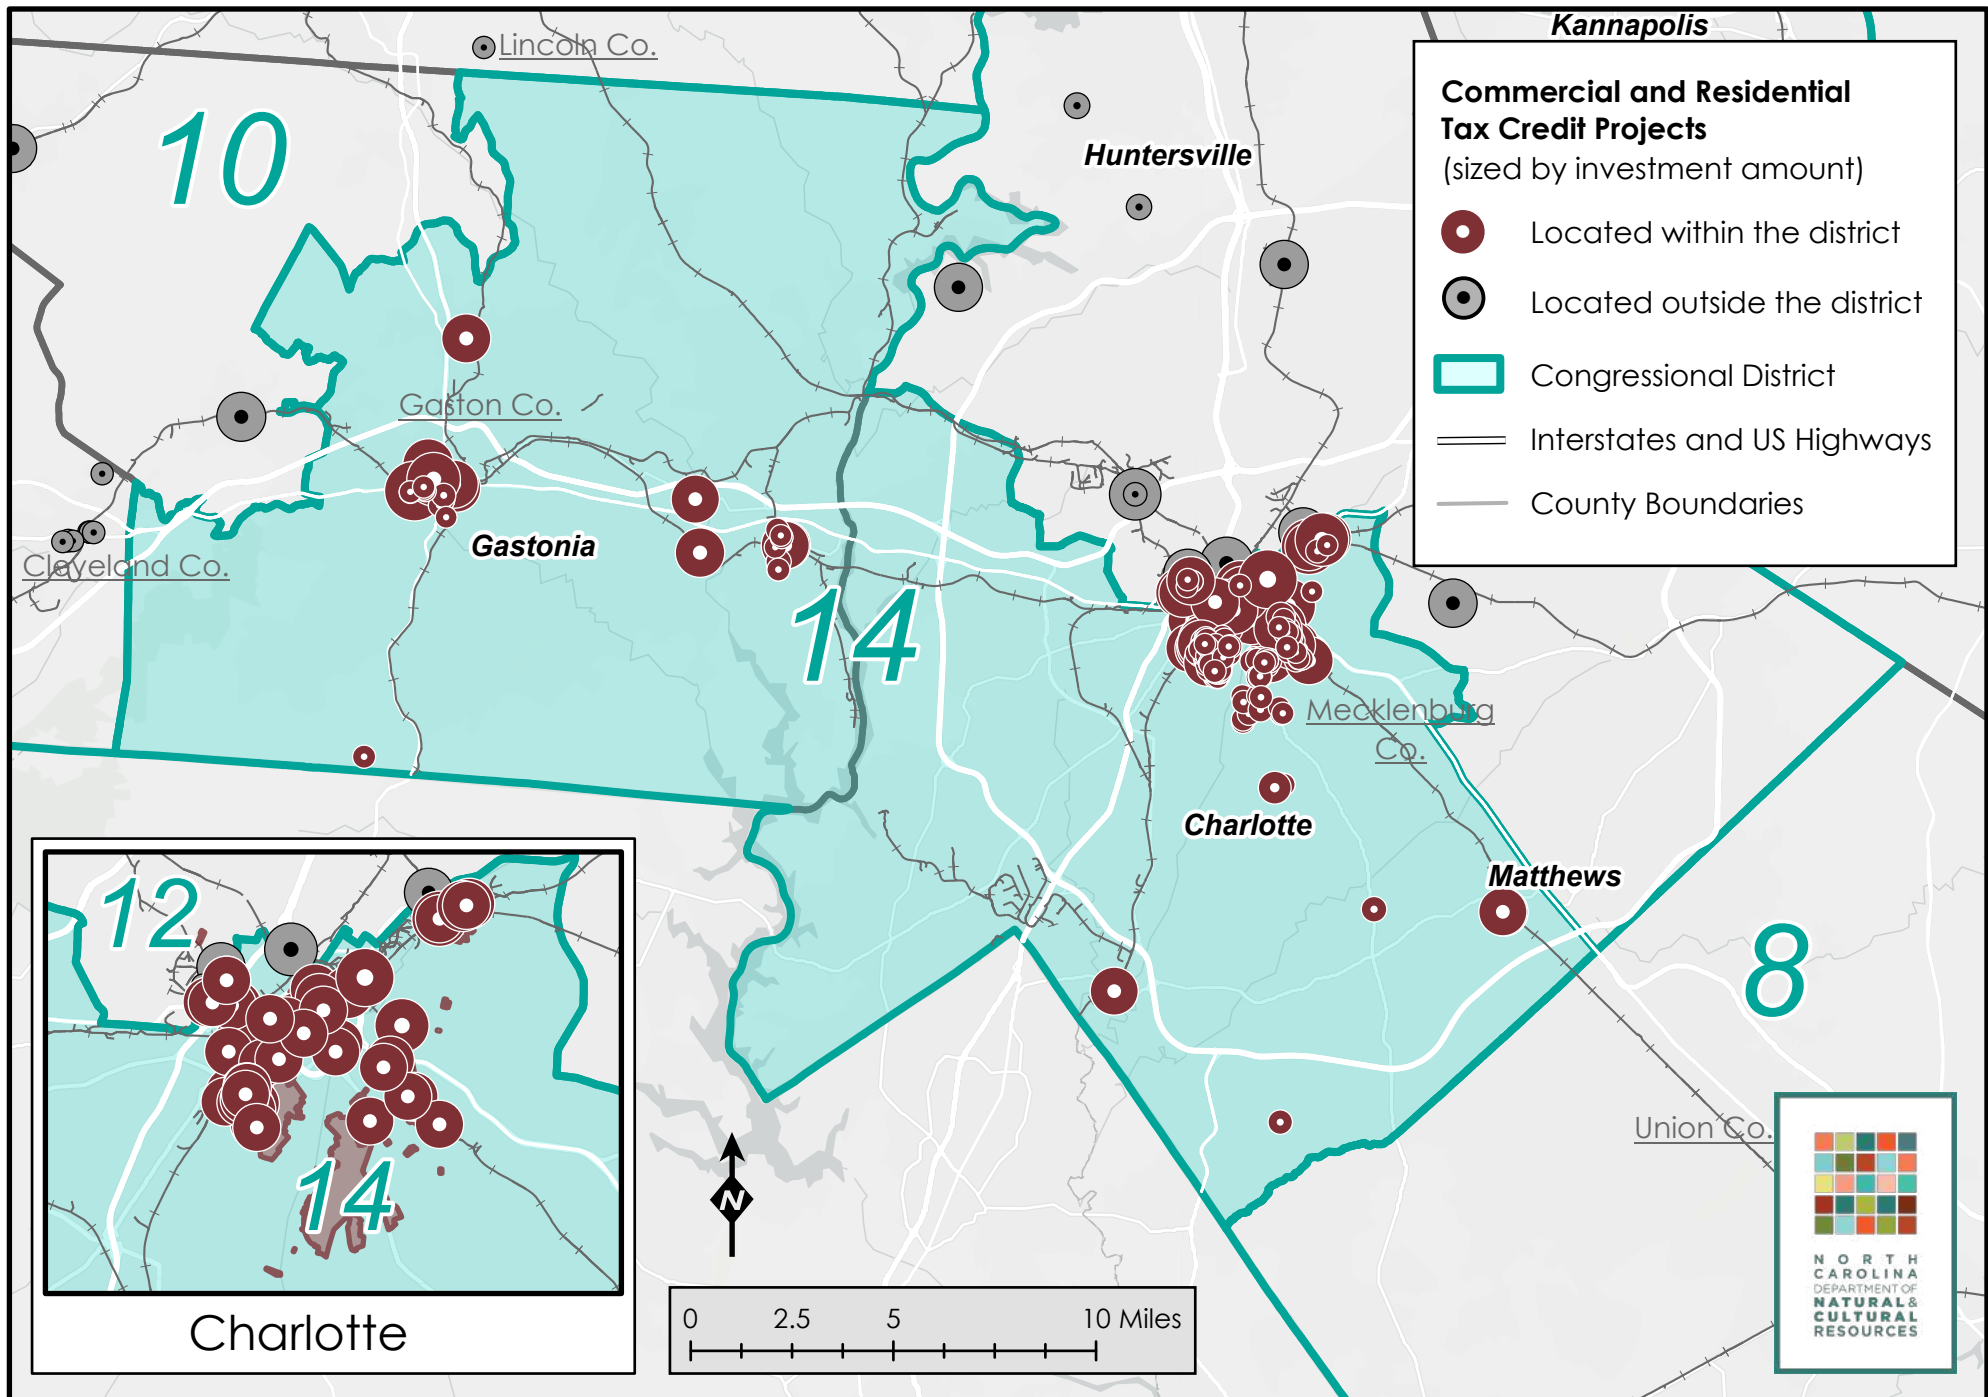 Kannapolis
Lincoln Co.
10
Huntersville
Commercial and Residential
Tax Credit Projects
(sized by investment amount)
Located within the district
Located outside the district
Congressional District
Interstates and US Highways
County Boundaries
Gaston Co.
Gastonia
Cleveland Co.
14
Mecklenburg
Co.
Charlotte
Matthews
8
Union Co.
12
14
Charlotte
N
0 2.5 5 10 Miles
NORTH
CAROLINA
DEPARTMENT OF
NATURAL &
CULTURAL
RESOURCES